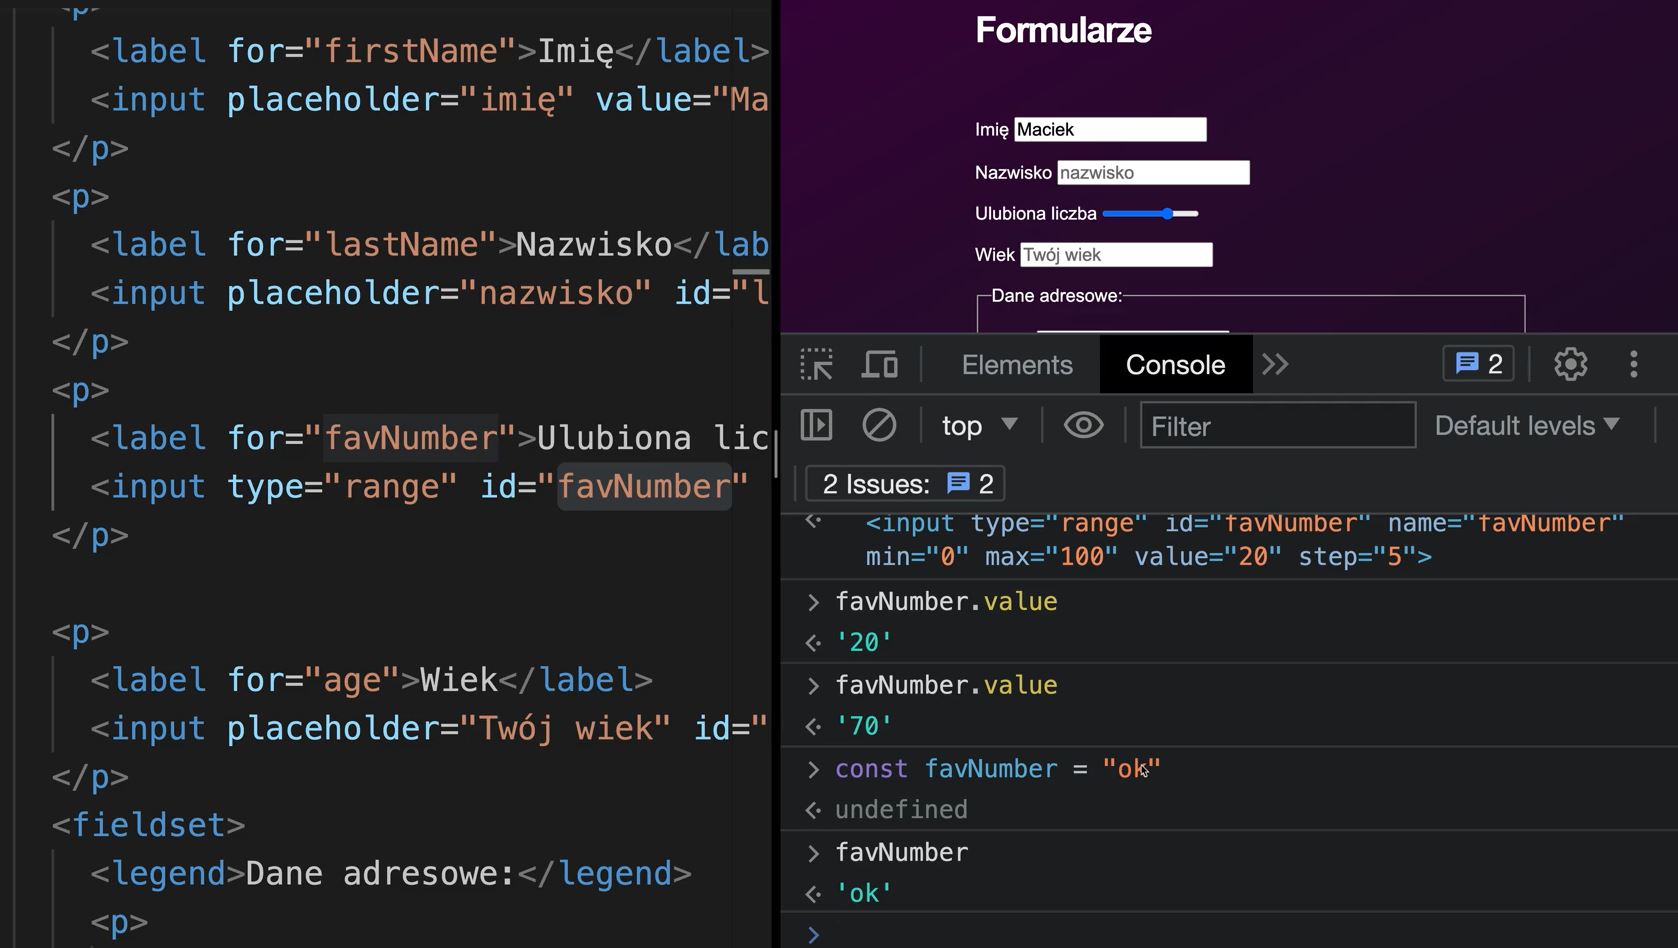 <p>
<label for="firstName">Imię</label>
<input placeholder="imię" value="Ma
</p>
<p>
<label for="lastName">Nazwisko</lab
<input placeholder="nazwisko" id="l
</p>
<p>
<label for="favNumber">Ulubiona lic
<input type="range" id="favNumber"
</p>
<p>
<label for="age">Wiek</label>
<input placeholder="Twój wiek" id="
</p>
<fieldset>
<legend>Dane adresowe:</legend>
<p>
Formularze
Imię Maciek
Nazwisko nazwisko
Ulubiona liczba
Wiek Twój wiek
Dane adresowe:
Elements Console 2
top Filter Default levels
2 Issues: 2
<input type="range" id="favNumber" name="favNumber"
min="0" max="100" value="20" step="5">
favNumber.value
'20'
favNumber.value
'70'
const favNumber = "ok"
undefined
favNumber
'ok'